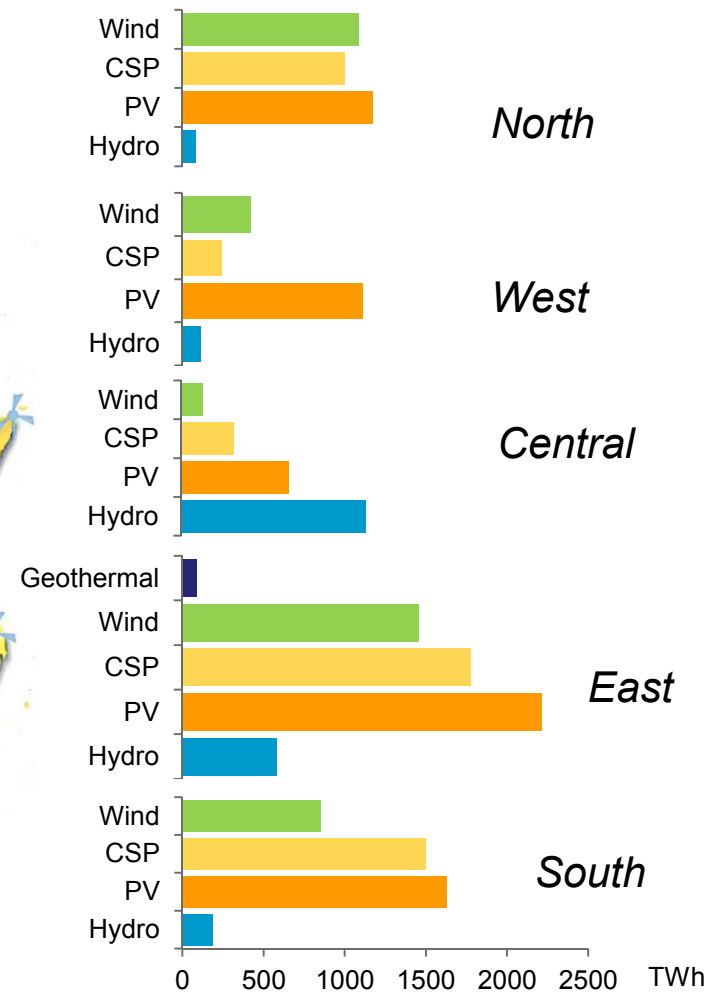 Wind
CSP
PV
Hydro
North
Wind
CSP
PV
Hydro
West
Wind
CSP
PV
Hydro
Central
Geothermal
Wind
CSP
PV
Hydro
East
Wind
CSP
PV
Hydro
South
0 500 1000 1500 2000 2500 TWh